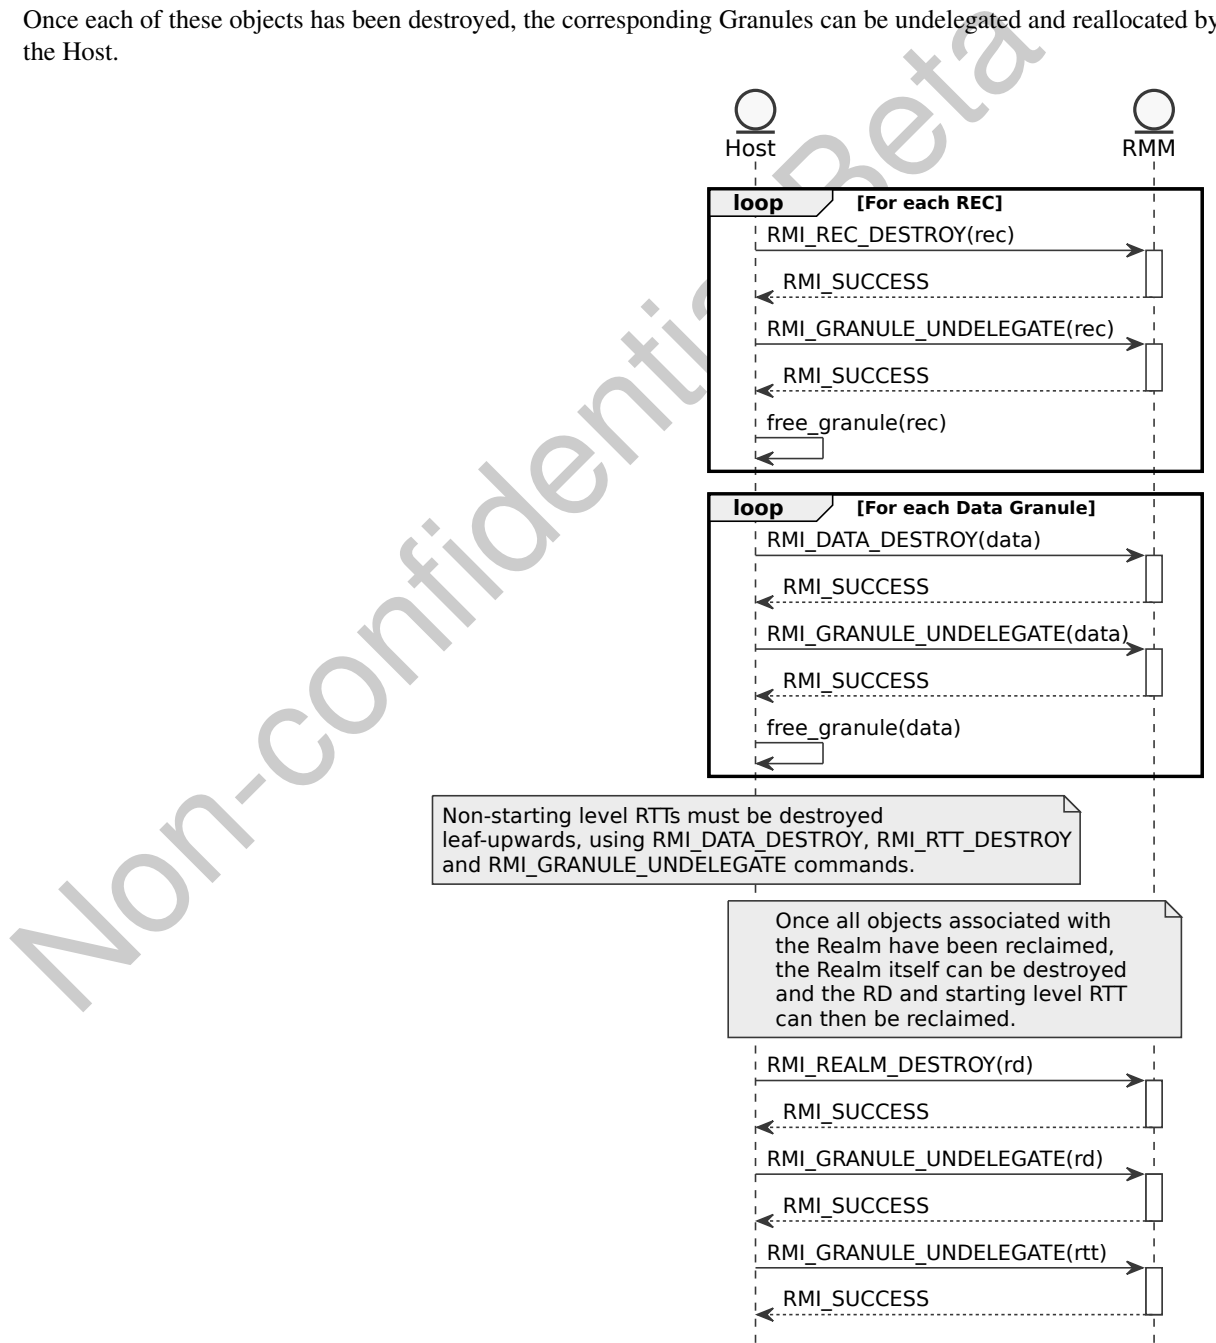 Once each of these objects has been destroyed, the corresponding Granules can be undelegated and reallocated by
the Host.
Non-confidential Beta
Host
RMM
loop [For each REC]
RMI_REC_DESTROY(rec)
RMI_SUCCESS
RMI_GRANULE_UNDELEGATE(rec)
RMI_SUCCESS
free_granule(rec)
loop [For each Data Granule]
RMI_DATA_DESTROY(data)
RMI_SUCCESS
RMI_GRANULE_UNDELEGATE(data)
RMI_SUCCESS
free_granule(data)
Non-starting level RTTs must be destroyed
leaf-upwards, using RMI_DATA_DESTROY, RMI_RTT_DESTROY
and RMI_GRANULE_UNDELEGATE commands.
Once all objects associated with
the Realm have been reclaimed,
the Realm itself can be destroyed
and the RD and starting level RTT
can then be reclaimed.
RMI_REALM_DESTROY(rd)
RMI_SUCCESS
RMI_GRANULE_UNDELEGATE(rd)
RMI_SUCCESS
RMI_GRANULE_UNDELEGATE(rtt)
RMI_SUCCESS